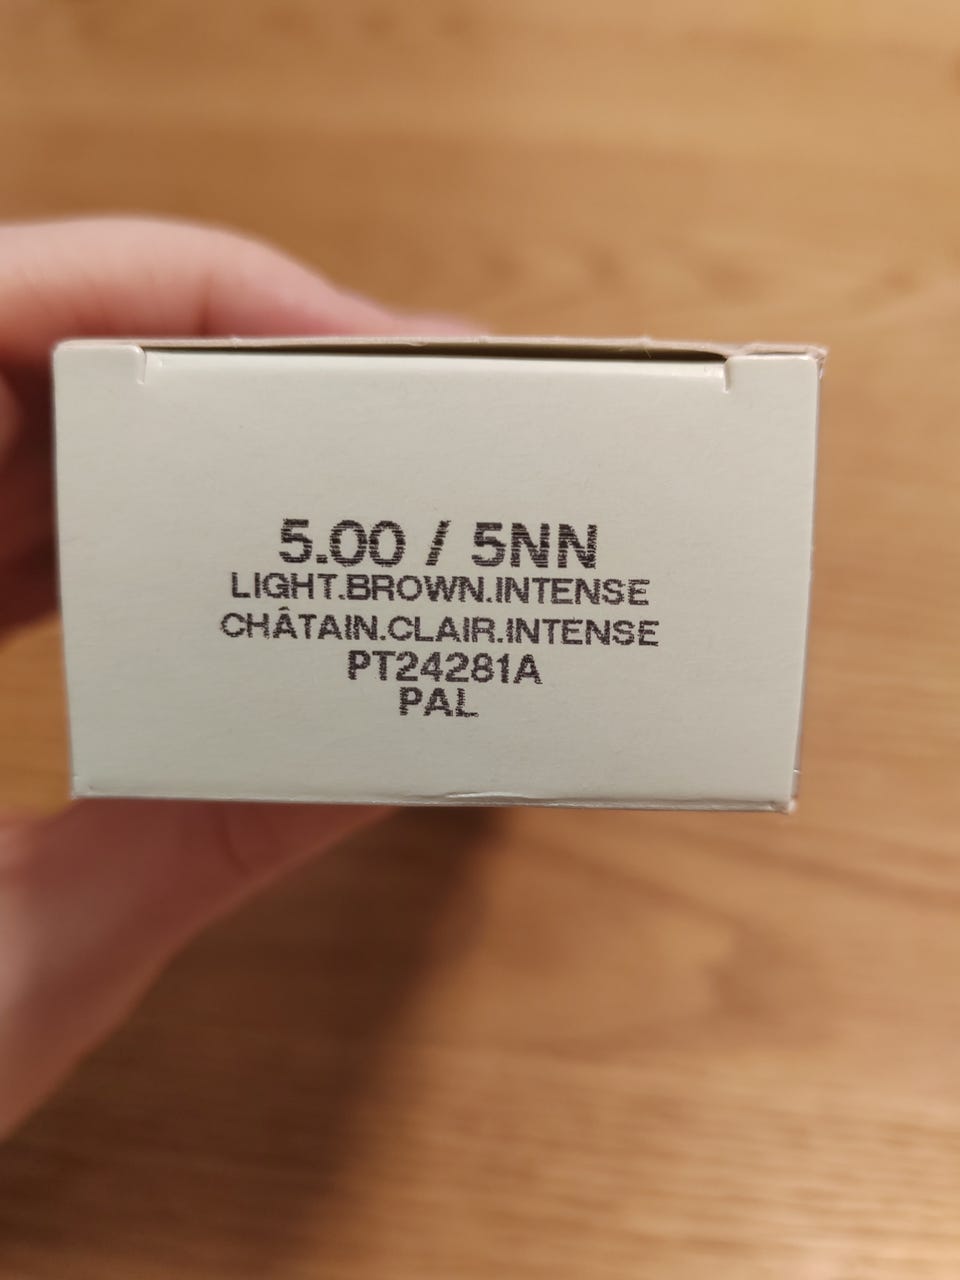 5.00 / 5NN
LIGHT.BROWN.INTENSE
CHÂTAIN.CLAIR.INTENSE
PT24281A
PAL